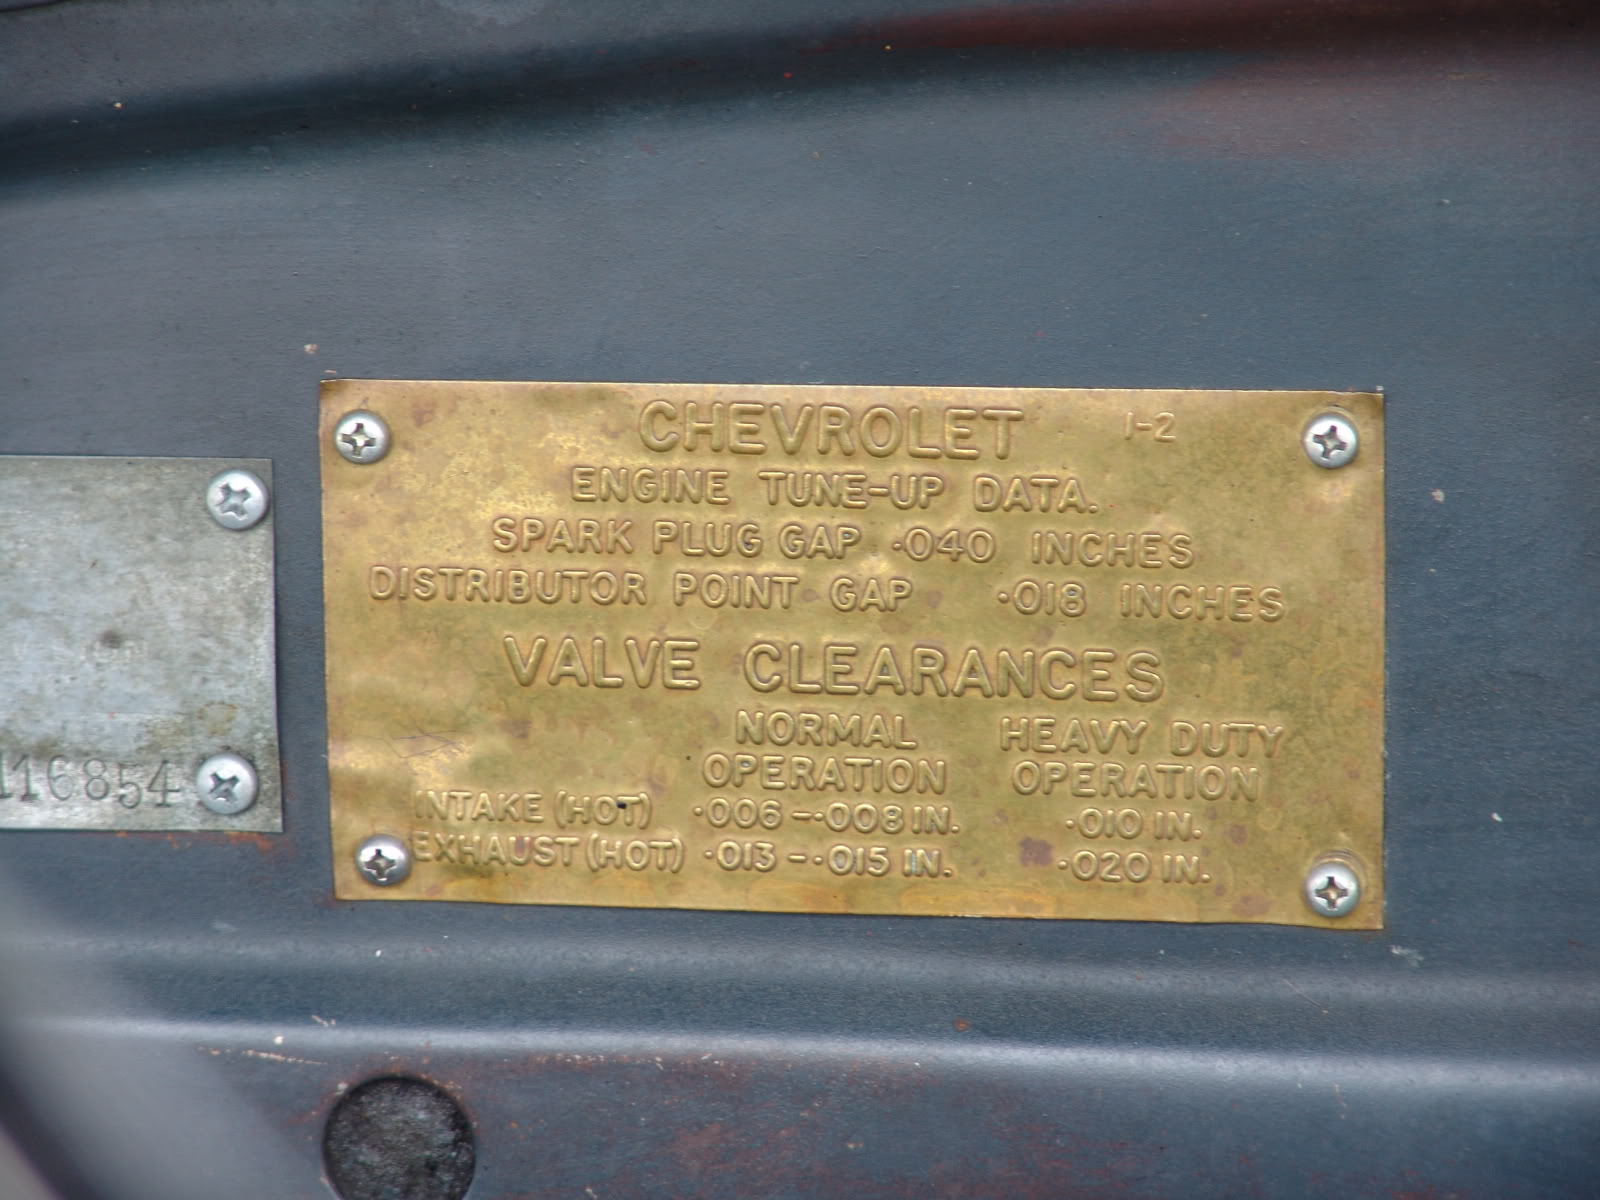 CHEVROLET 1-2
ENGINE TUNE-UP DATA.
SPARK PLUG GAP .040 INCHES
DISTRIBUTOR POINT GAP .018 INCHES
VALVE CLEARANCES
NORMAL HEAVY DUTY
OPERATION OPERATION
INTAKE (HOT) .006 -.008 IN. .010 IN.
EXHAUST (HOT) .013 -.015 IN. .020 IN.
116854